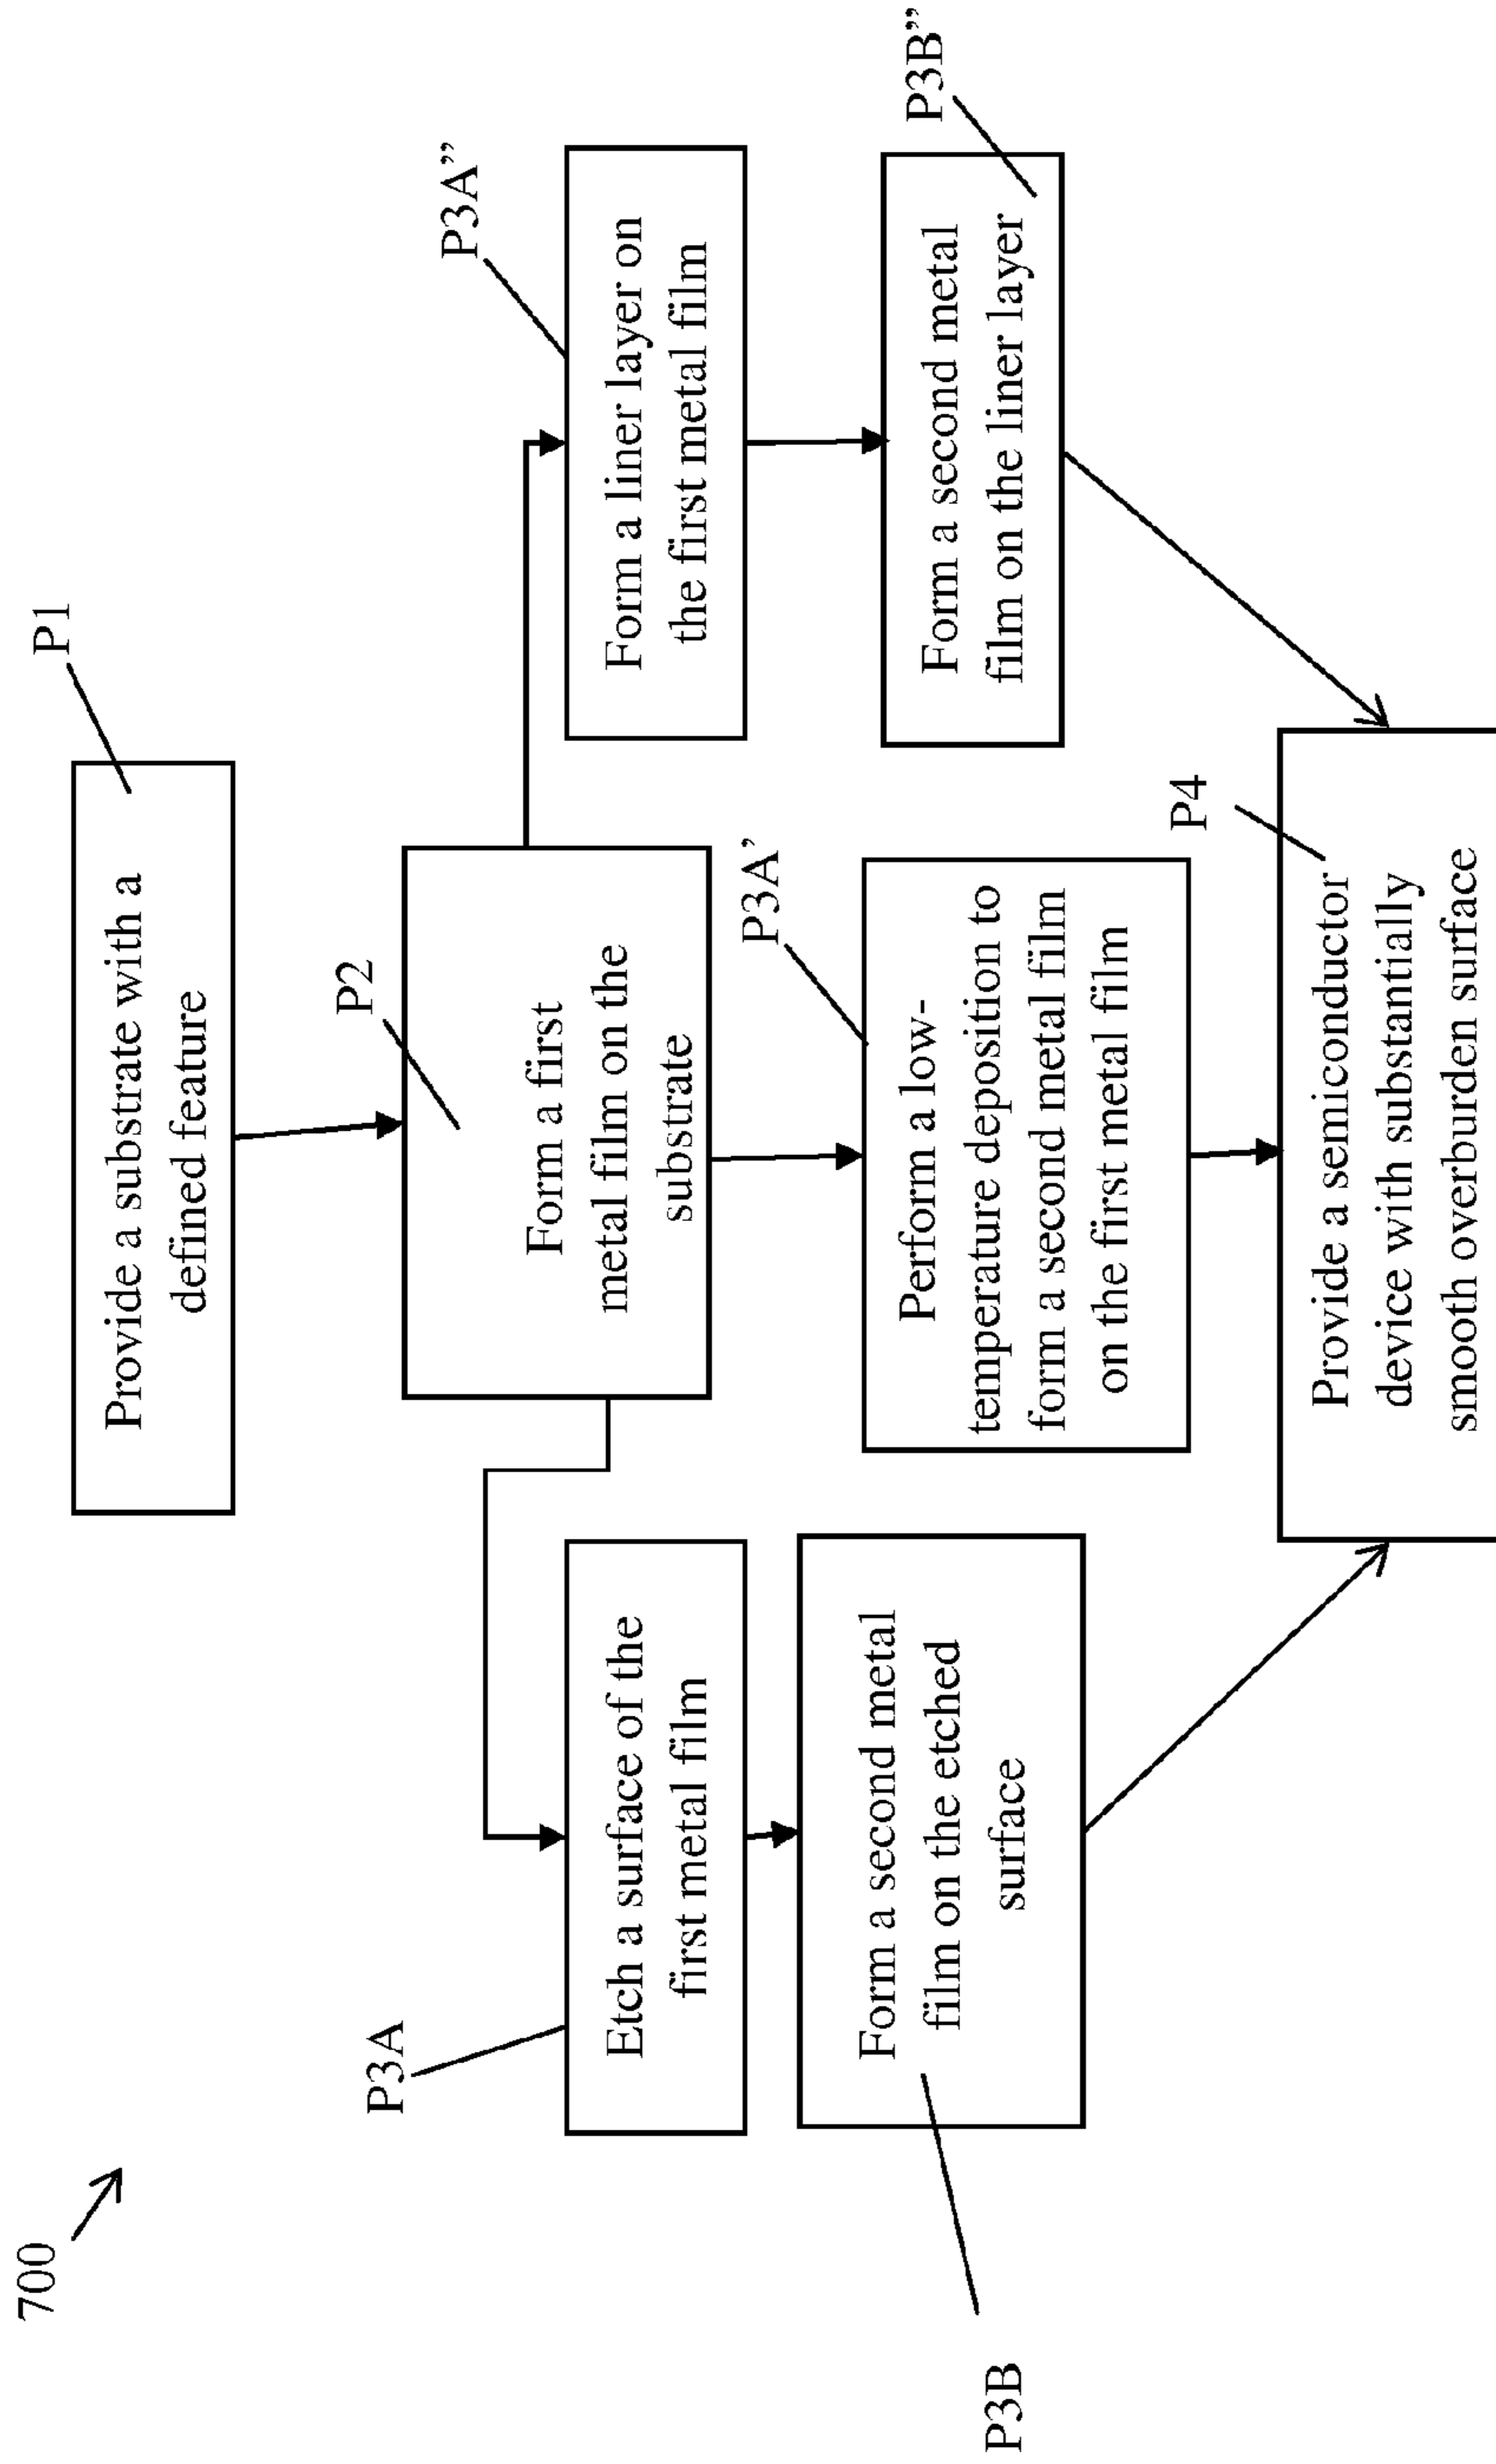 700
P1
Provide a substrate with a
defined feature
P2
Form a first
metal film on the
substrate
P3A
Etch a surface of the
first metal film
P3B
Form a second metal
film on the etched
surface
P3A’
Perform a low-
temperature deposition to
form a second metal film
on the first metal film
P3A”
Form a liner layer on
the first metal film
P3B”
Form a second metal
film on the liner layer
P4
Provide a semiconductor
device with substantially
smooth overburden surface